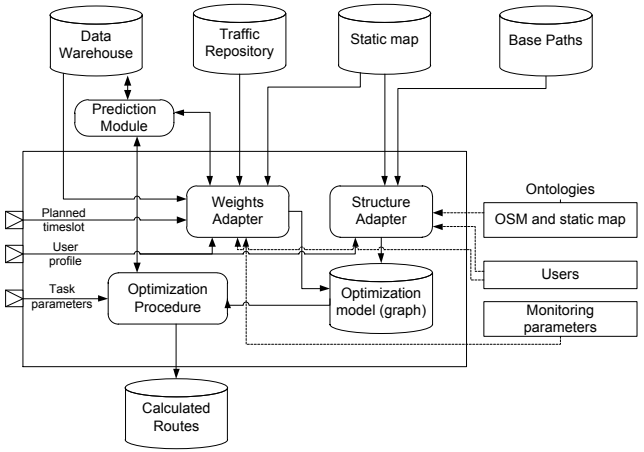 Data
Warehouse
Traffic
Repository
Static map
Base Paths
Prediction
Module
Planned
timeslot
User
profile
Task
parameters
Weights
Adapter
Structure
Adapter
Optimization
Procedure
Optimization
model (graph)
Ontologies
OSM and static map
Users
Monitoring
parameters
Calculated
Routes